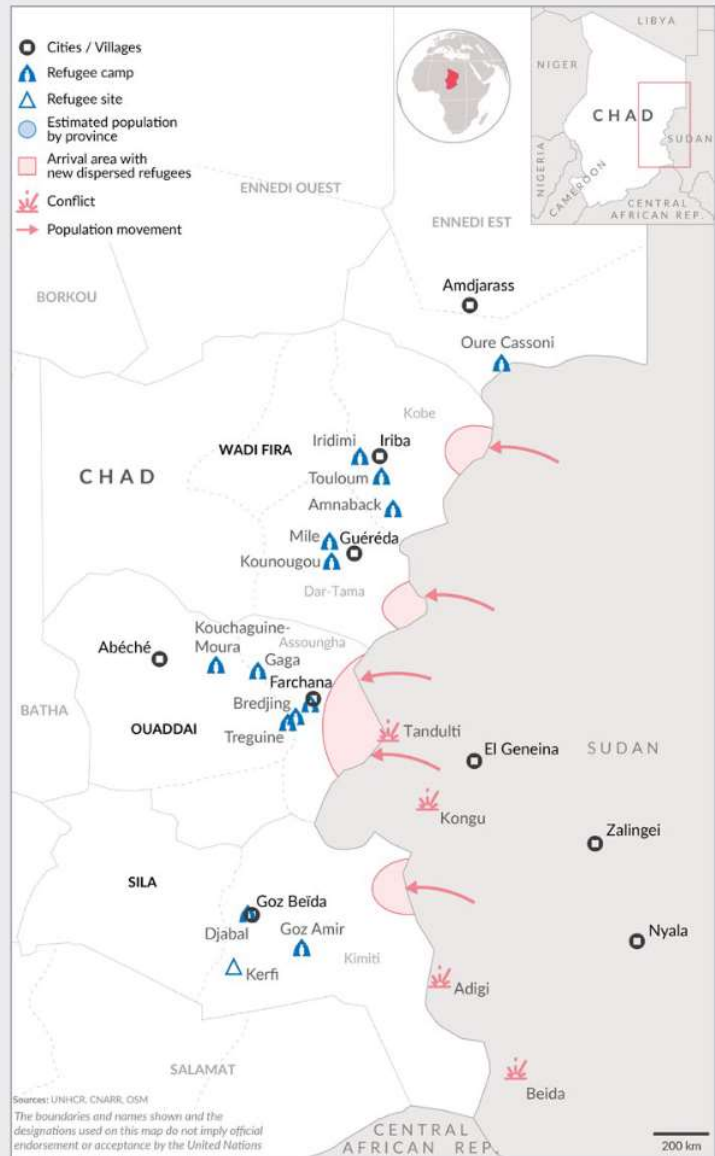 Cities / Villages
Refugee camp
Refugee site
Estimated population
by province
Arrival area with
new dispersed refugees
Conflict
Population movement
LIBYA
NIGER
CHAD
SUDAN
NIGERIA
CAMEROON
CENTRAL
AFRICAN REP.
ENNEDI OUEST
ENNEDI EST
BORKOU
Amdjarass
Oure Cassoni
Kobe
WADI FIRA
Iridimi
Iriba
CHAD
Touloum
Amnaback
Mile
Guéréda
Kounougou
Dar-Tama
Kouchaguine-
Moura
Assoungha
Abéché
Gaga
Farchana
BATHA
Bredjing
OUADDAI
Treguine
Tandulti
El Geneina
SUDAN
Kongu
Zalingei
SILA
Goz Beïda
Djabal
Goz Amir
Nyala
Kimiti
Kerfi
Adigi
SALAMAT
Beida
Sources: UNHCR, CNARR, OSM
The boundaries and names shown and the
designations used on this map do not imply official
endorsement or acceptance by the United Nations
CENTRAL
AFRICAN REP.
200 km